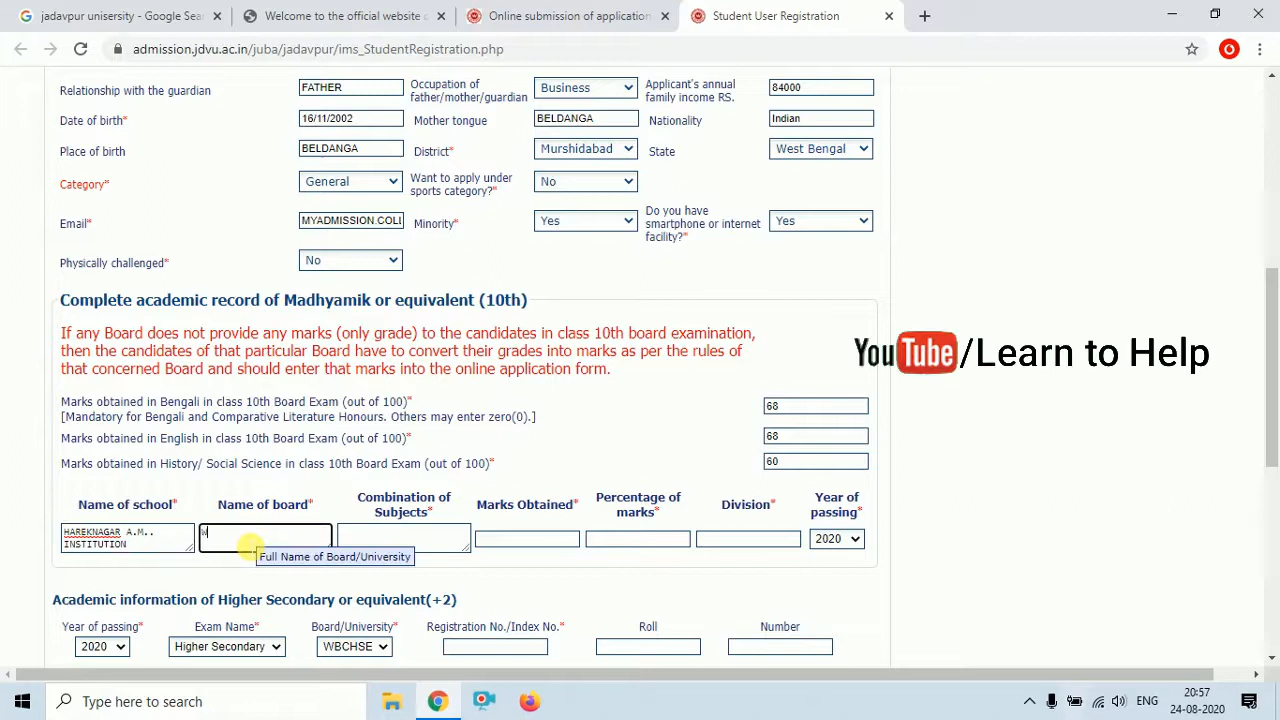 jadavpur unisersity - Google Sea
Welcome to the official website o
Online submission of application
Student User Registration
admission.jdvu.ac.in/juba/jadavpur/ims_StudentRegistration.php
Relationship with the guardian FATHER Occupation of father/mother/guardian Business Applicant's annual family income RS. 84000
Date of birth* 16/11/2002 Mother tongue BELDANGA Nationality Indian
Place of birth BELDANGA District* Murshidabad State West Bengal
Category* General Want to apply under sports category?* No
Email* MYADMISSION.COLL Minority* Yes Do you have smartphone or internet facility?* Yes
Physically challenged* No
Complete academic record of Madhyamik or equivalent (10th)
If any Board does not provide any marks (only grade) to the candidates in class 10th board examination,
then the candidates of that particular Board have to convert their grades into marks as per the rules of
that concerned Board and should enter that marks into the online application form.
YouTube/Learn to Help
Marks obtained in Bengali in class 10th Board Exam (out of 100)* 68
[Mandatory for Bengali and Comparative Literature Honours. Others may enter zero(0).]
Marks obtained in English in class 10th Board Exam (out of 100)* 68
Marks obtained in History/ Social Science in class 10th Board Exam (out of 100)* 60
Name of school* Name of board* Combination of Subjects* Marks Obtained* Percentage of marks* Division* Year of passing*
HAREKNAGAR A.M.. W 2020
INSTITUTION
Full Name of Board/University
Academic information of Higher Secondary or equivalent(+2)
Year of passing* Exam Name* Board/University* Registration No./Index No.* Roll Number
2020 Higher Secondary WBCHSE
Type here to search
ENG
20:57
24-08-2020